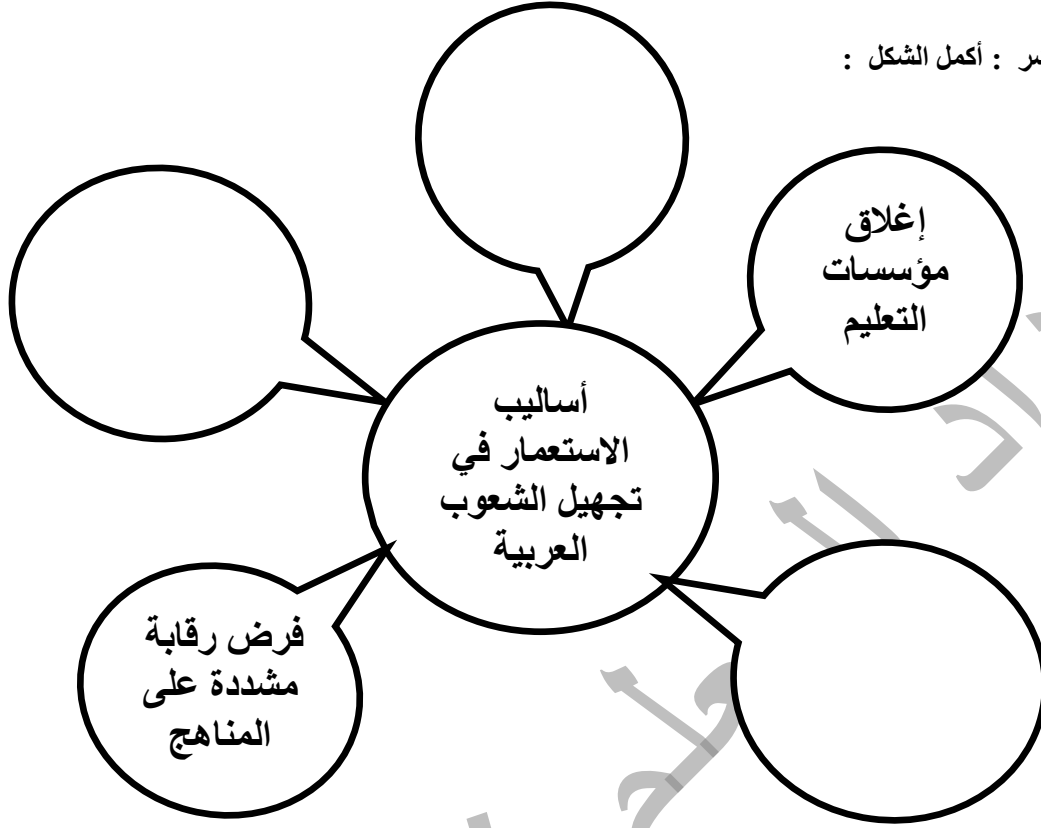 أكمل الشكل :
إغلاق
مؤسسات
التعليم
أساليب
الاستعمار في
تجهيل الشعوب
العربية
فرض رقابة
مشددة على
المناهج